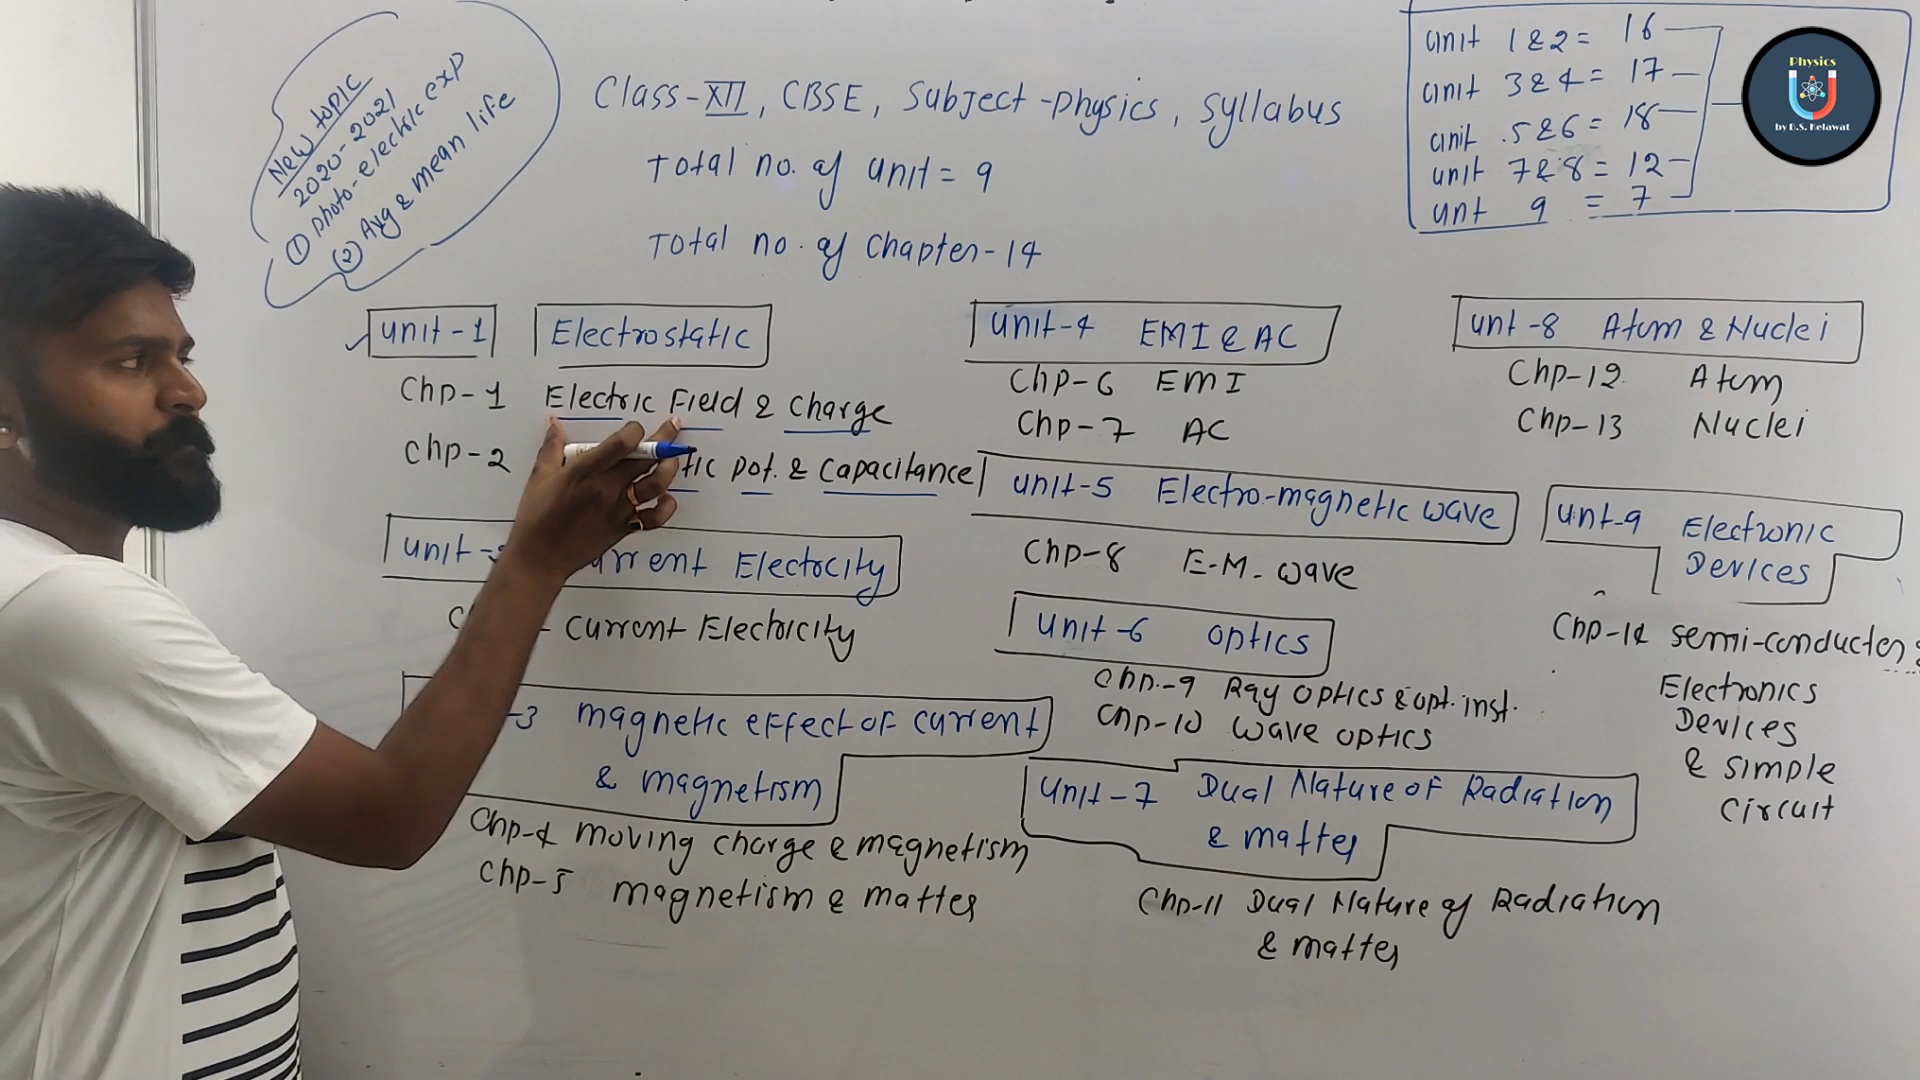 New topic
2020-2021
① photo-electric exp
② Avg & mean life
Class-XII, CBSE, Subject-Physics, Syllabus
Total no. of unit = 9
Total no. of Chapter-14
unit 1 & 2 = 16
unit 3 & 4 = 17
unit 5 & 6 = 18
unit 7 & 8 = 12
unt 9 = 7
Physics
by B.S. Kelawat
unit-1 Electrostatic
Chp-1 Electric Field & Charge
Chp-2 tic pot. & Capacitance
unit- rrent Electocity
Current Electricity
-3 magnetic effect of current
& magnetism
Chp-4 moving charge & magnetism
Chp-5 magnetism & matter
unit-4 EMI & AC
Chp-6 EMI
Chp-7 AC
unit-5 Electro-magnetic wave
Chp-8 E-M. wave
unit-6 optics
Chp.-9 Ray optics & opt. inst.
Chp-10 wave optics
unit-7 Dual Nature of Radiation
& matter
Chp-11 Dual Nature of Radiation
& matter
unt-8 Atom & Nuclei
Chp-12 Atom
Chp-13 Nuclei
unt-9 Electronic
Devices
Chp-14 semi-conductor &
Electronics
Devices
& simple
Circuit